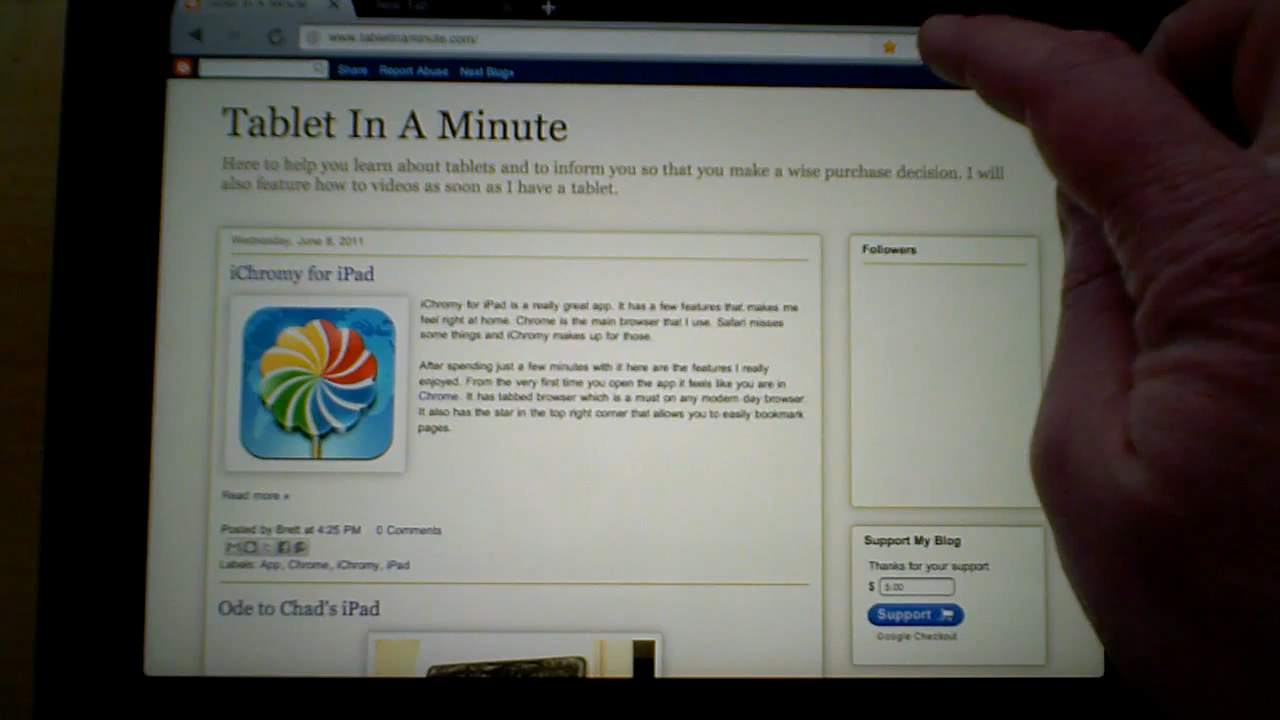 Tablet In A Minute
New Tab
www.tabletinaminute.com/
Share Report Abuse Next Blog»
Tablet In A Minute
Here to help you learn about tablets and to inform you so that you make a wise purchase decision. I will
also feature how to videos as soon as I have a tablet.
Wednesday, June 8, 2011
iChromy for iPad
iChromy for iPad is a really great app. It has a few features that makes me
feel right at home. Chrome is the main browser that I use. Safari misses
some things and iChromy makes up for those.
After spending just a few minutes with it here are the features I really
enjoyed. From the very first time you open the app it feels like you are in
Chrome. It has tabbed browser which is a must on any modern day browser.
It also has the star in the top right corner that allows you to easily bookmark
pages.
Read more »
Posted by Brett at 4:25 PM 0 Comments
Labels: App, Chrome, iChromy, iPad
Ode to Chad's iPad
Followers
Support My Blog
Thanks for your support
$ 5.00
Support
Google Checkout